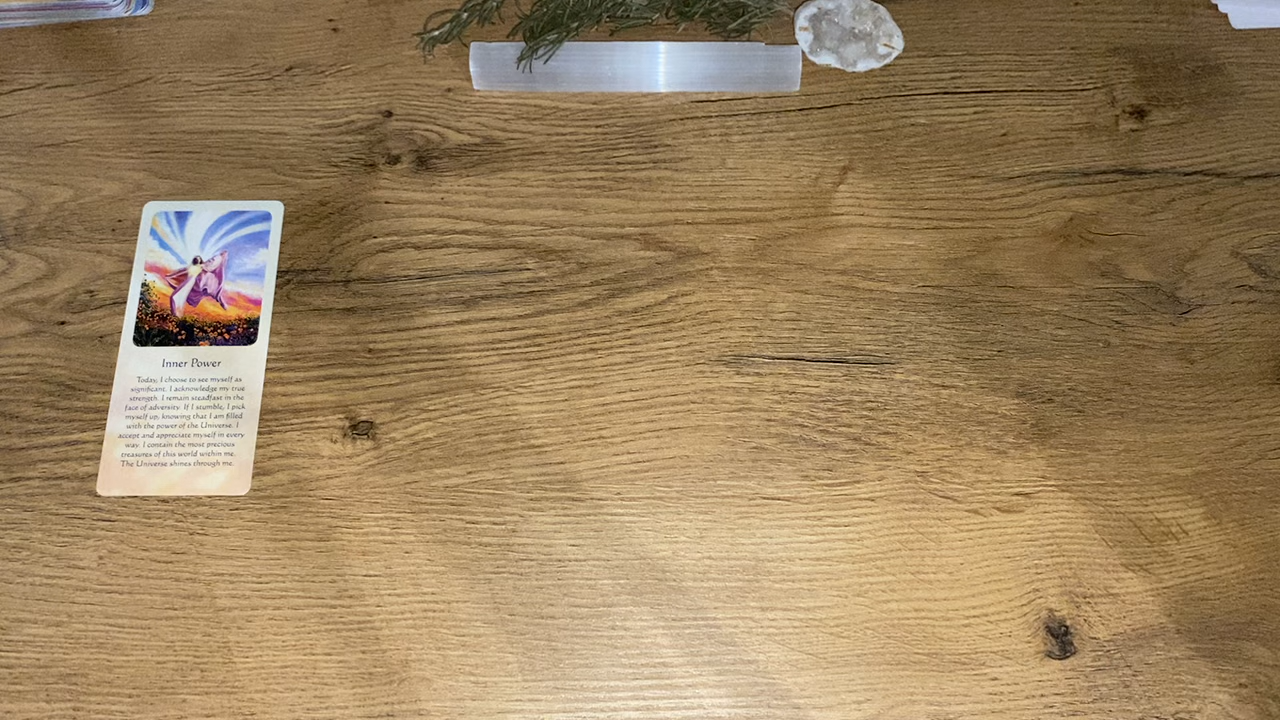 Inner Power
Today, I choose to see myself as
significant. I acknowledge my true
strength. I remain steadfast in the
face of adversity. If I stumble, I pick
myself up, knowing that I am filled
with the power of the Universe. I
accept and appreciate myself in every
way. I contain the most precious
treasures of this world within me.
The Universe shines through me.